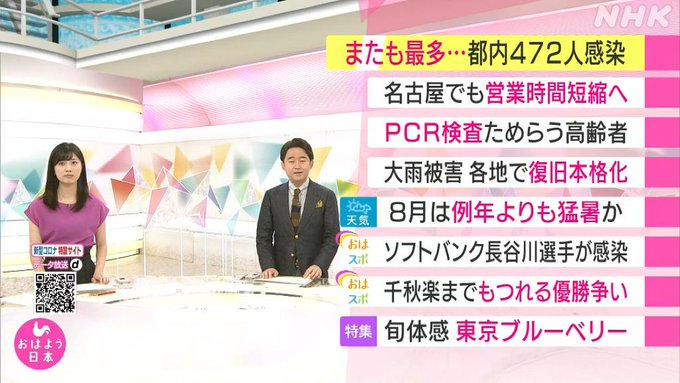 NHK
またも最多…都内472人感染
名古屋でも営業時間短縮へ
PCR検査ためらう高齢者
大雨被害 各地で復旧本格化
天気 8月は例年よりも猛暑か
おはスポ ソフトバンク長谷川選手が感染
おはスポ 千秋楽までもつれる優勝争い
特集 旬体感 東京ブルーベリー
新型コロナ 特設サイト
データ放送 d
おはよう
日本